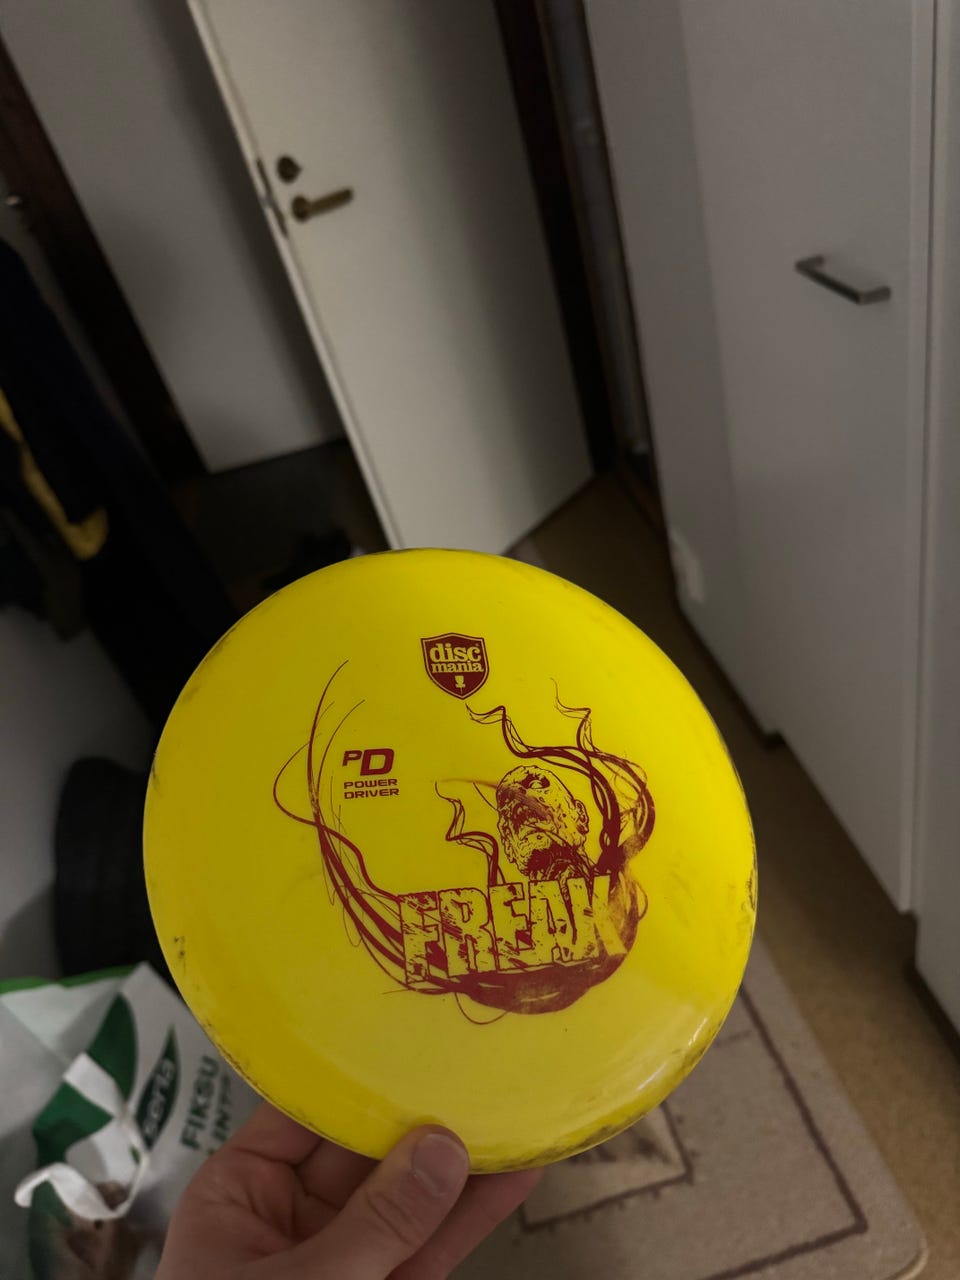 disc
mania
PD
POWER
DRIVER
FREAK
FIKSU